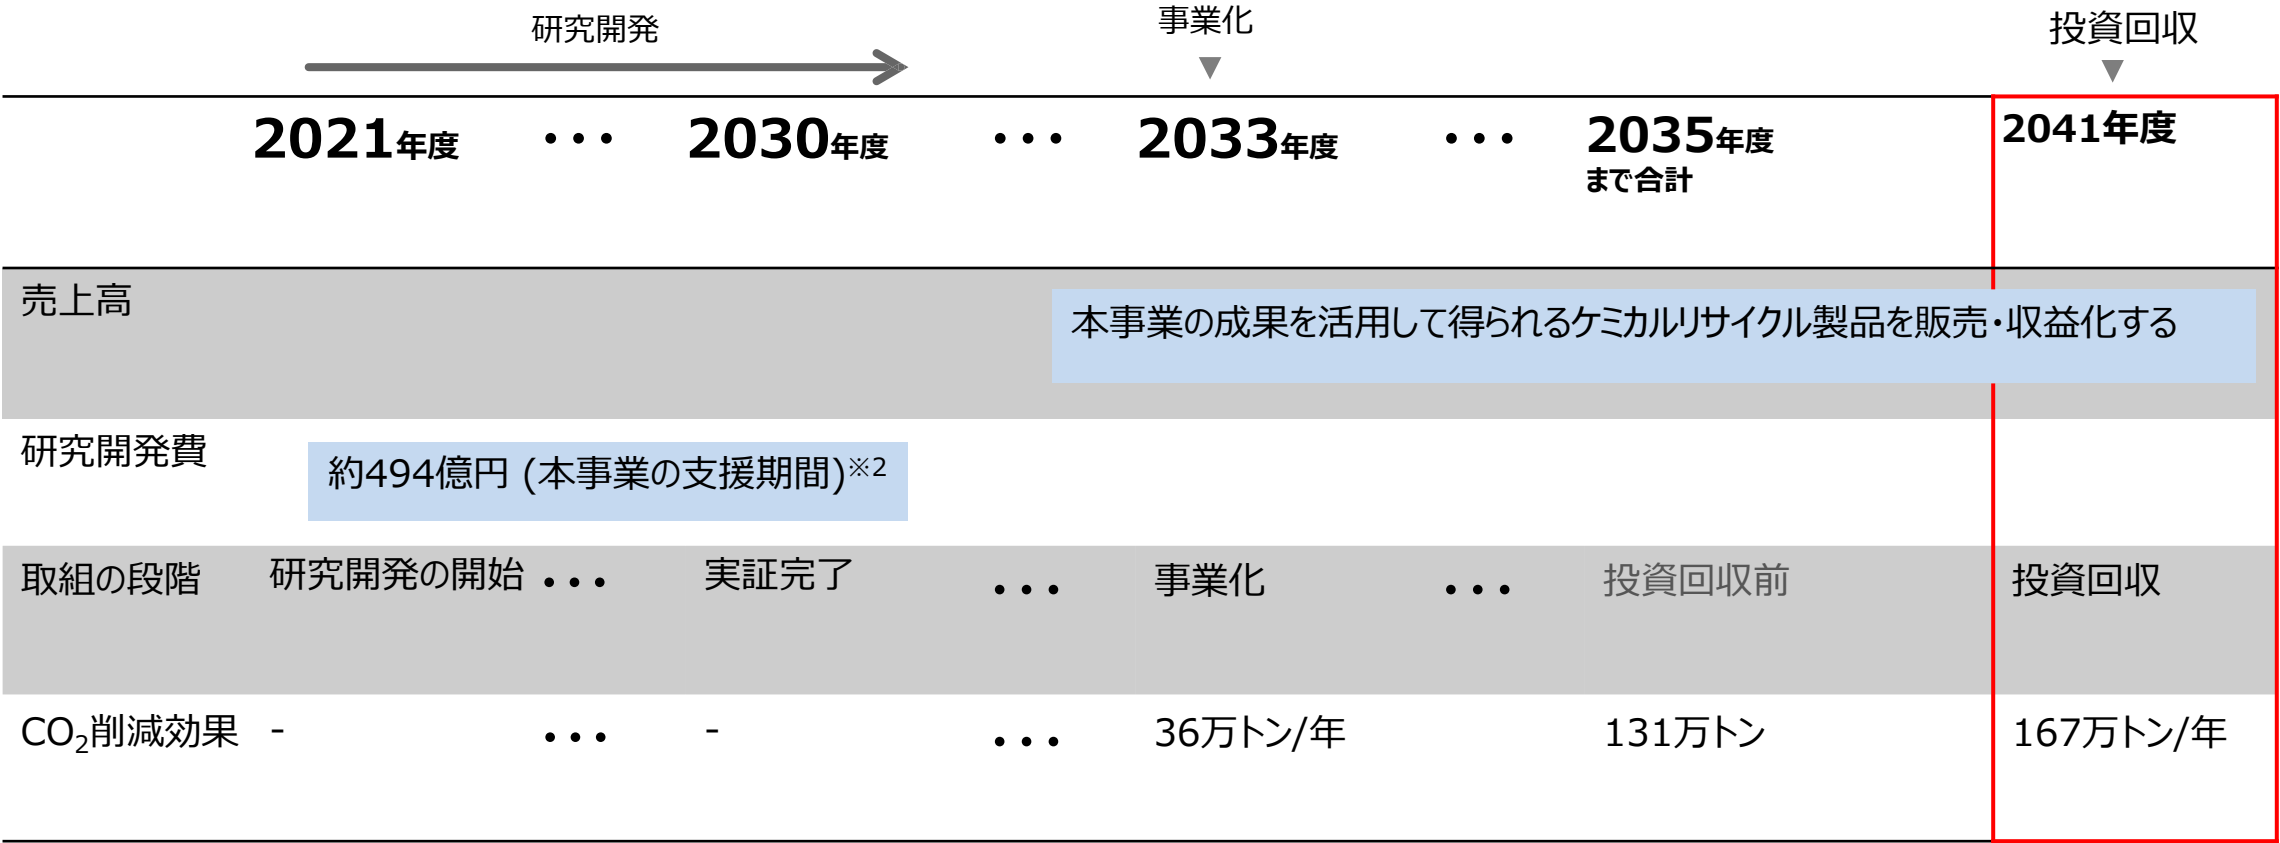 研究開発
事業化
▼
投資回収
▼
2021年度 ・・・ 2030年度 ・・・ 2033年度 ・・・ 2035年度 2041年度
まで合計
売上高
本事業の成果を活用して得られるケミカルリサイクル製品を販売・収益化する
研究開発費
約494億円 (本事業の支援期間)※2
取組の段階 研究開発の開始 ・・・ 実証完了 ・・・ 事業化 ・・・ 投資回収前 投資回収
CO2削減効果 - ・・・ - ・・・ 36万トン/年 131万トン 167万トン/年